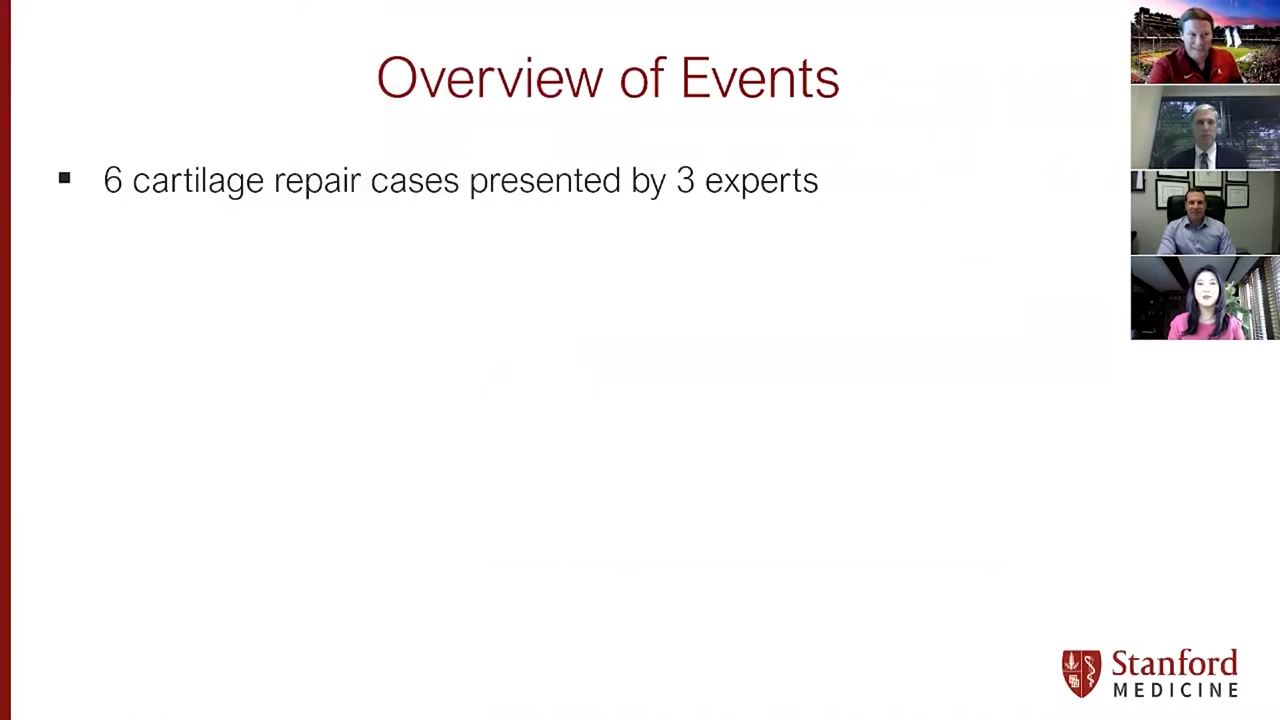 Overview of Events
▪ 6 cartilage repair cases presented by 3 experts
Stanford
MEDICINE